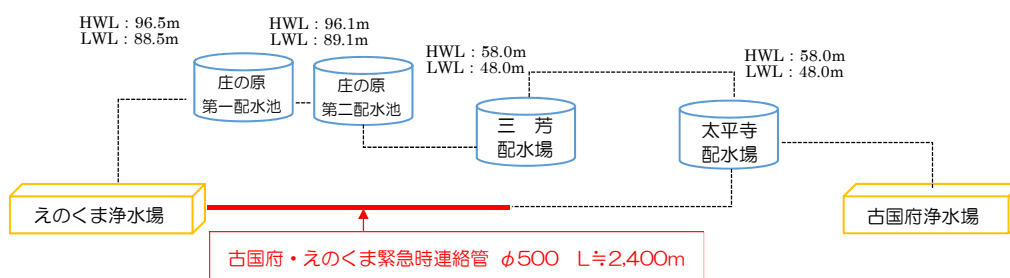 HWL：96.5m
LWL：88.5m
HWL：96.1m
LWL：89.1m
HWL：58.0m
LWL：48.0m
HWL：58.0m
LWL：48.0m
庄の原
第一配水池
庄の原
第二配水池
三　芳
配水場
太平寺
配水場
えのくま浄水場
古国府浄水場
古国府・えのくま緊急時連絡管 φ500　L≒2,400m